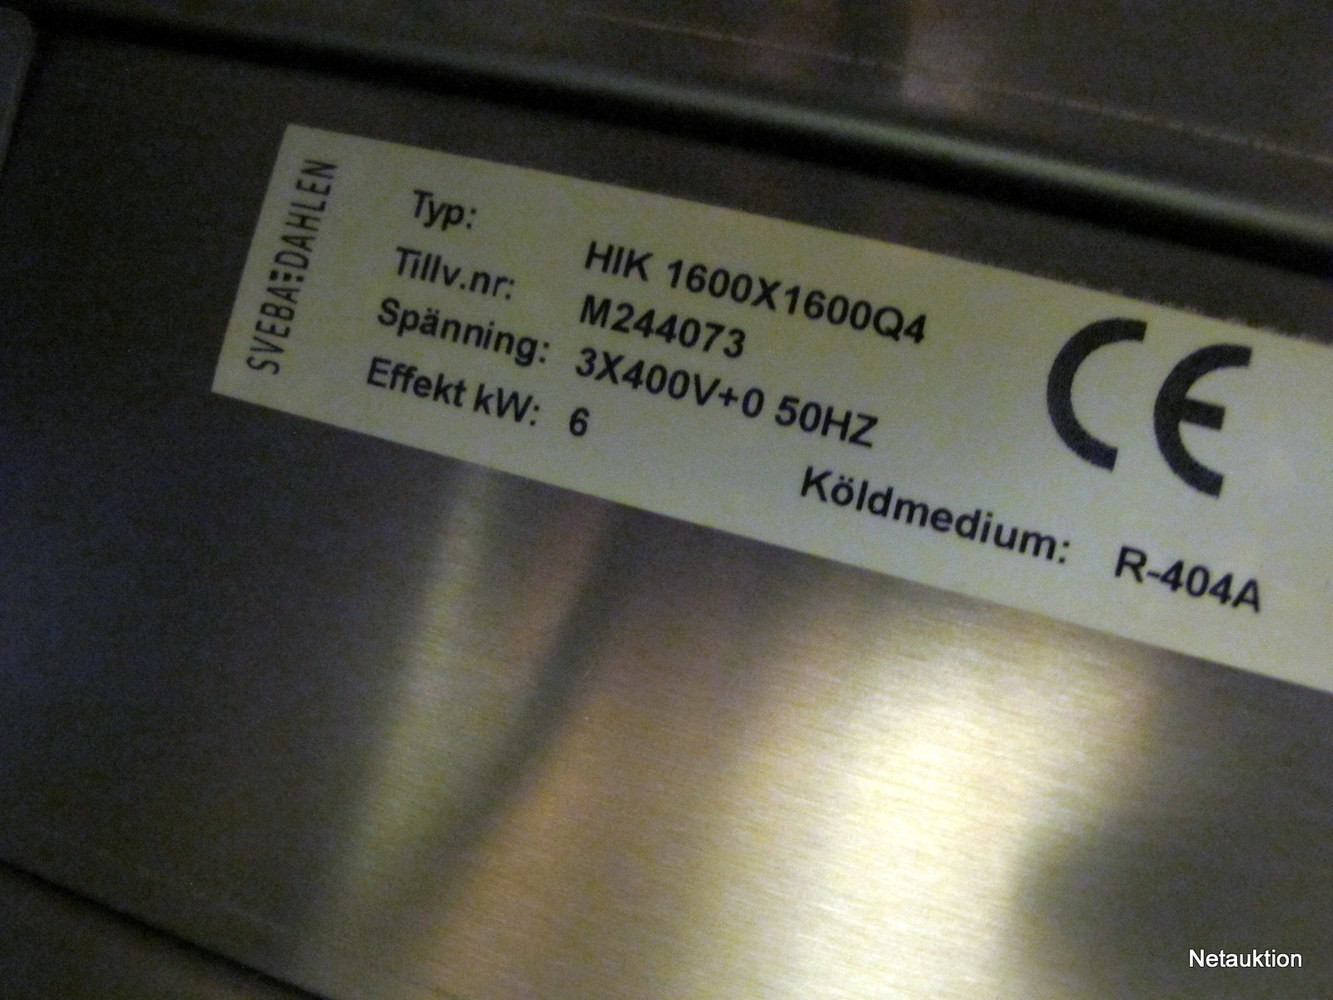 SVEBA DAHLEN
Typ: HIK 1600X1600Q4
Tillv.nr: M244073
Spänning: 3X400V+0 50HZ
Effekt kW: 6
Köldmedium: R-404A
CE
Netauktion